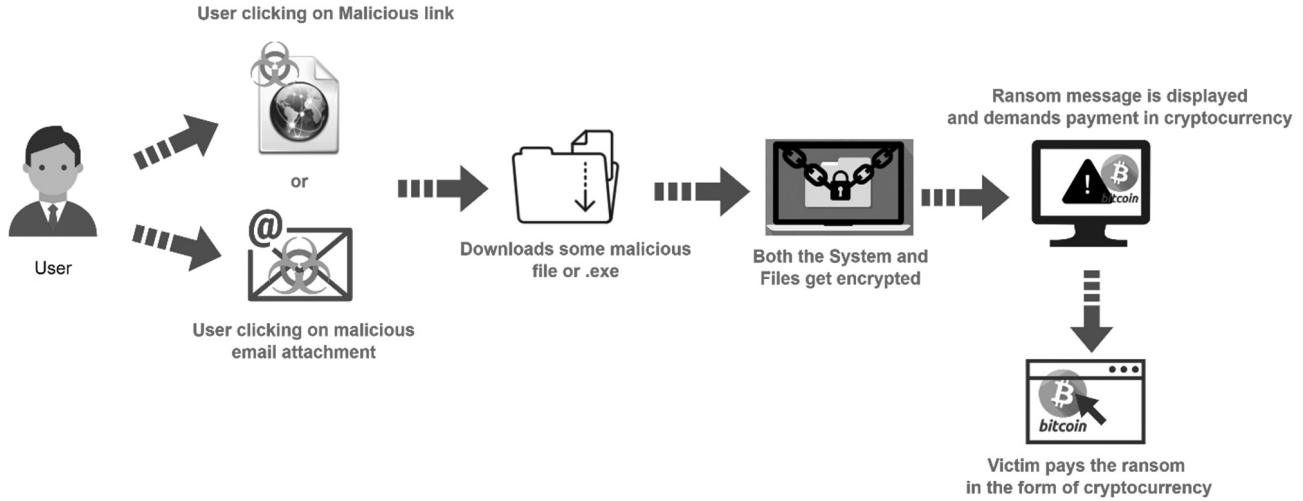 User clicking on Malicious link
or
User
@
User clicking on malicious
email attachment
Downloads some malicious
file or .exe
Both the System and
Files get encrypted
Ransom message is displayed
and demands payment in cryptocurrency
!
bitcoin
bitcoin
Victim pays the ransom
in the form of cryptocurrency